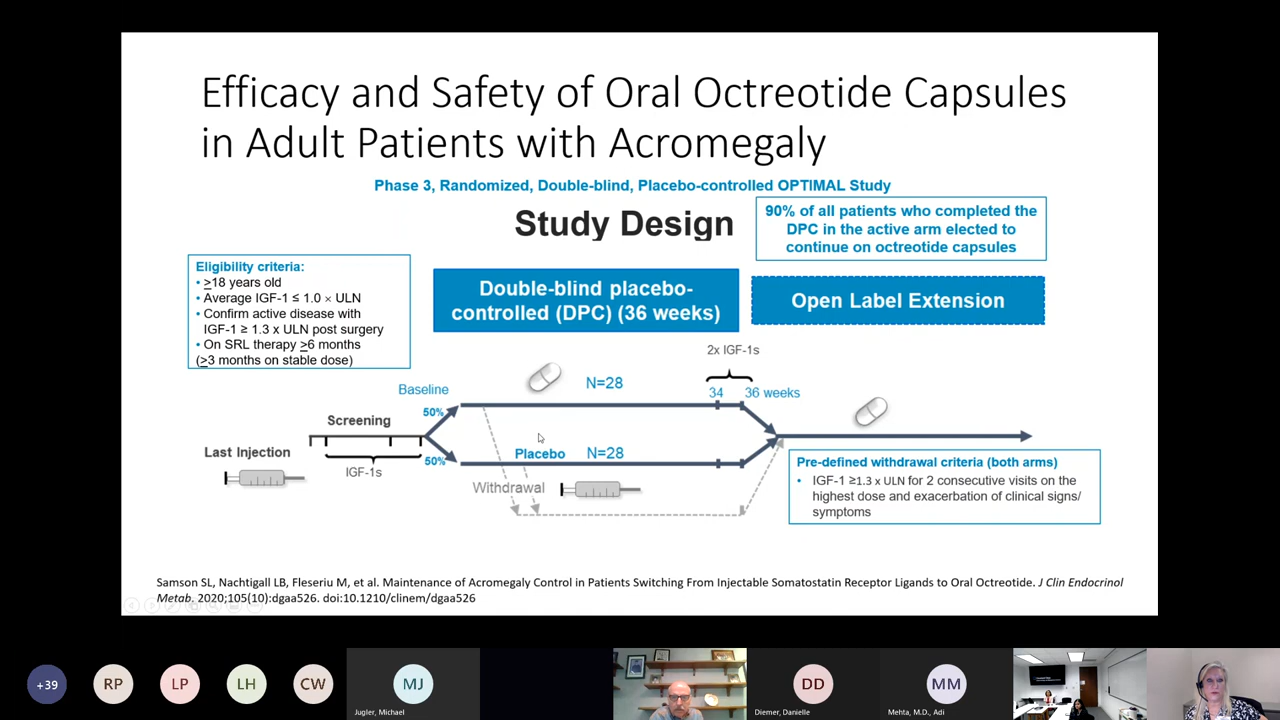 Efficacy and Safety of Oral Octreotide Capsules
in Adult Patients with Acromegaly
Phase 3, Randomized, Double-blind, Placebo-controlled OPTIMAL Study
Study Design
90% of all patients who completed the
DPC in the active arm elected to
continue on octreotide capsules
Eligibility criteria:
• ≥18 years old
• Average IGF-1 ≤ 1.0 × ULN
• Confirm active disease with
IGF-1 ≥ 1.3 x ULN post surgery
• On SRL therapy ≥6 months
(≥3 months on stable dose)
Double-blind placebo-
controlled (DPC) (36 weeks)
Open Label Extension
2x IGF-1s
Baseline
N=28
34
36 weeks
50%
Screening
Last Injection
IGF-1s
50%
Placebo
N=28
Withdrawal
Pre-defined withdrawal criteria (both arms)
• IGF-1 ≥1.3 x ULN for 2 consecutive visits on the
highest dose and exacerbation of clinical signs/
symptoms
Samson SL, Nachtigall LB, Fleseriu M, et al. Maintenance of Acromegaly Control in Patients Switching From Injectable Somatostatin Receptor Ligands to Oral Octreotide. J Clin Endocrinol
Metab. 2020;105(10):dgaa526. doi:10.1210/clinem/dgaa526
+39
RP
LP
LH
CW
MJ
DD
MM
Jugler, Michael
Diemer, Danielle
Mehta, M.D., Adi